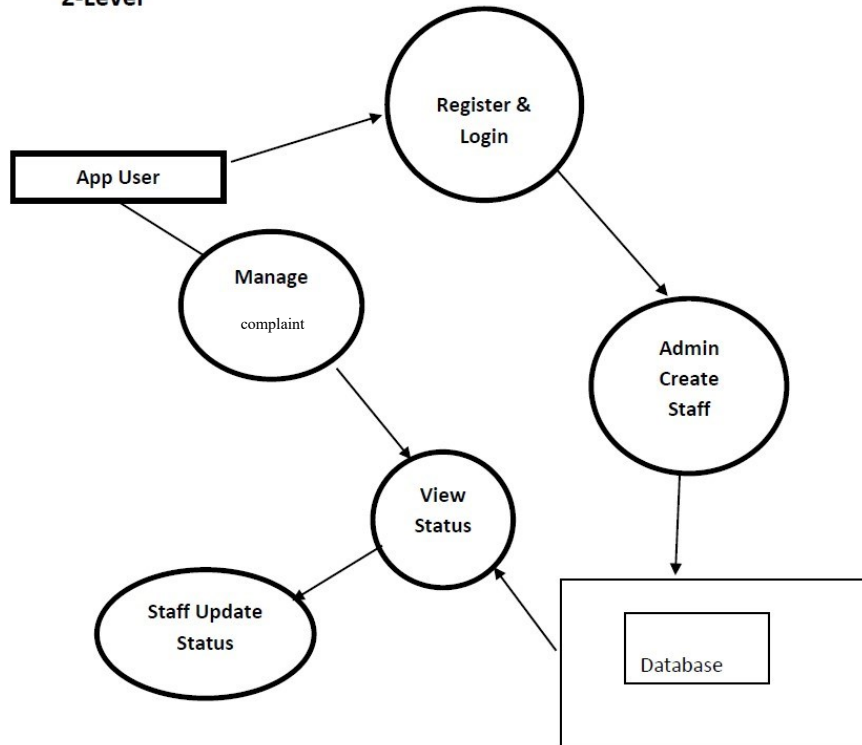 2-Level
Register &
Login
App User
Manage
complaint
Admin
Create
Staff
View
Status
Staff Update
Status
Database